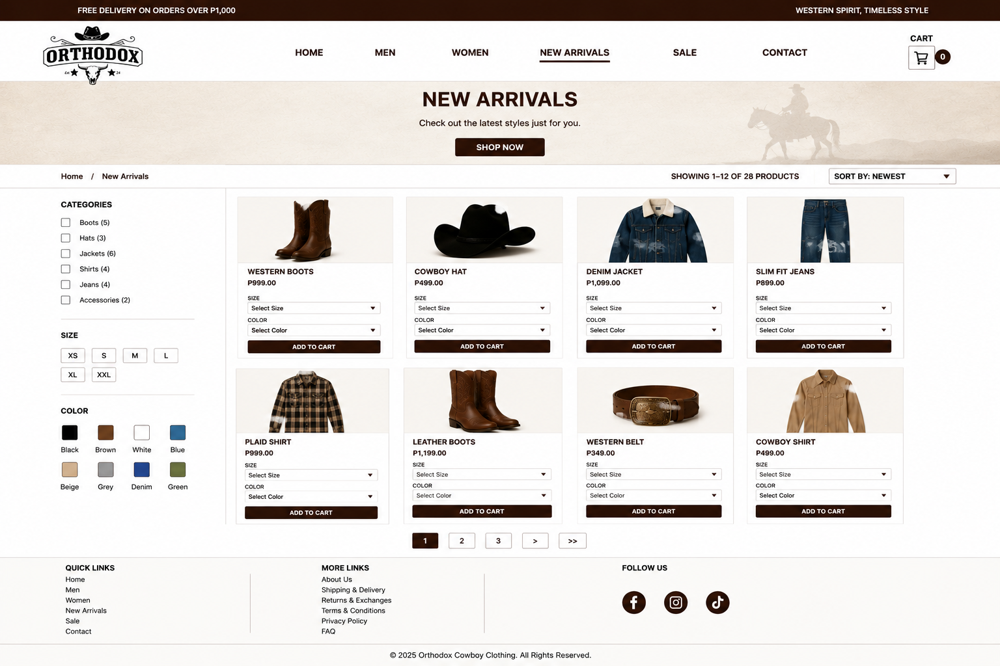 FREE DELIVERY ON ORDERS OVER P1,000
WESTERN SPIRIT, TIMELESS STYLE
ORTHODOX
Est 24
HOME
MEN
WOMEN
NEW ARRIVALS
SALE
CONTACT
CART
0
NEW ARRIVALS
Check out the latest styles just for you.
SHOP NOW
Home / New Arrivals
SHOWING 1–12 OF 28 PRODUCTS
SORT BY: NEWEST
CATEGORIES
Boots (5)
Hats (3)
Jackets (6)
Shirts (4)
Jeans (4)
Accessories (2)
SIZE
XS
S
M
L
XL
XXL
COLOR
Black
Brown
White
Blue
Beige
Grey
Denim
Green
WESTERN BOOTS
P999.00
SIZE
Select Size
COLOR
Select Color
ADD TO CART
COWBOY HAT
P499.00
SIZE
Select Size
COLOR
Select Color
ADD TO CART
DENIM JACKET
P1,099.00
SIZE
Select Size
COLOR
Select Color
ADD TO CART
SLIM FIT JEANS
P899.00
SIZE
Select Size
COLOR
Select Color
ADD TO CART
PLAID SHIRT
P999.00
SIZE
Select Size
COLOR
Select Color
ADD TO CART
LEATHER BOOTS
P1,199.00
SIZE
Select Size
COLOR
Select Color
ADD TO CART
WESTERN BELT
P349.00
SIZE
Select Size
COLOR
Select Color
ADD TO CART
COWBOY SHIRT
P499.00
SIZE
Select Size
COLOR
Select Color
ADD TO CART
1
2
3
>
>>
QUICK LINKS
Home
Men
Women
New Arrivals
Sale
Contact
MORE LINKS
About Us
Shipping & Delivery
Returns & Exchanges
Terms & Conditions
Privacy Policy
FAQ
FOLLOW US
© 2025 Orthodox Cowboy Clothing. All Rights Reserved.